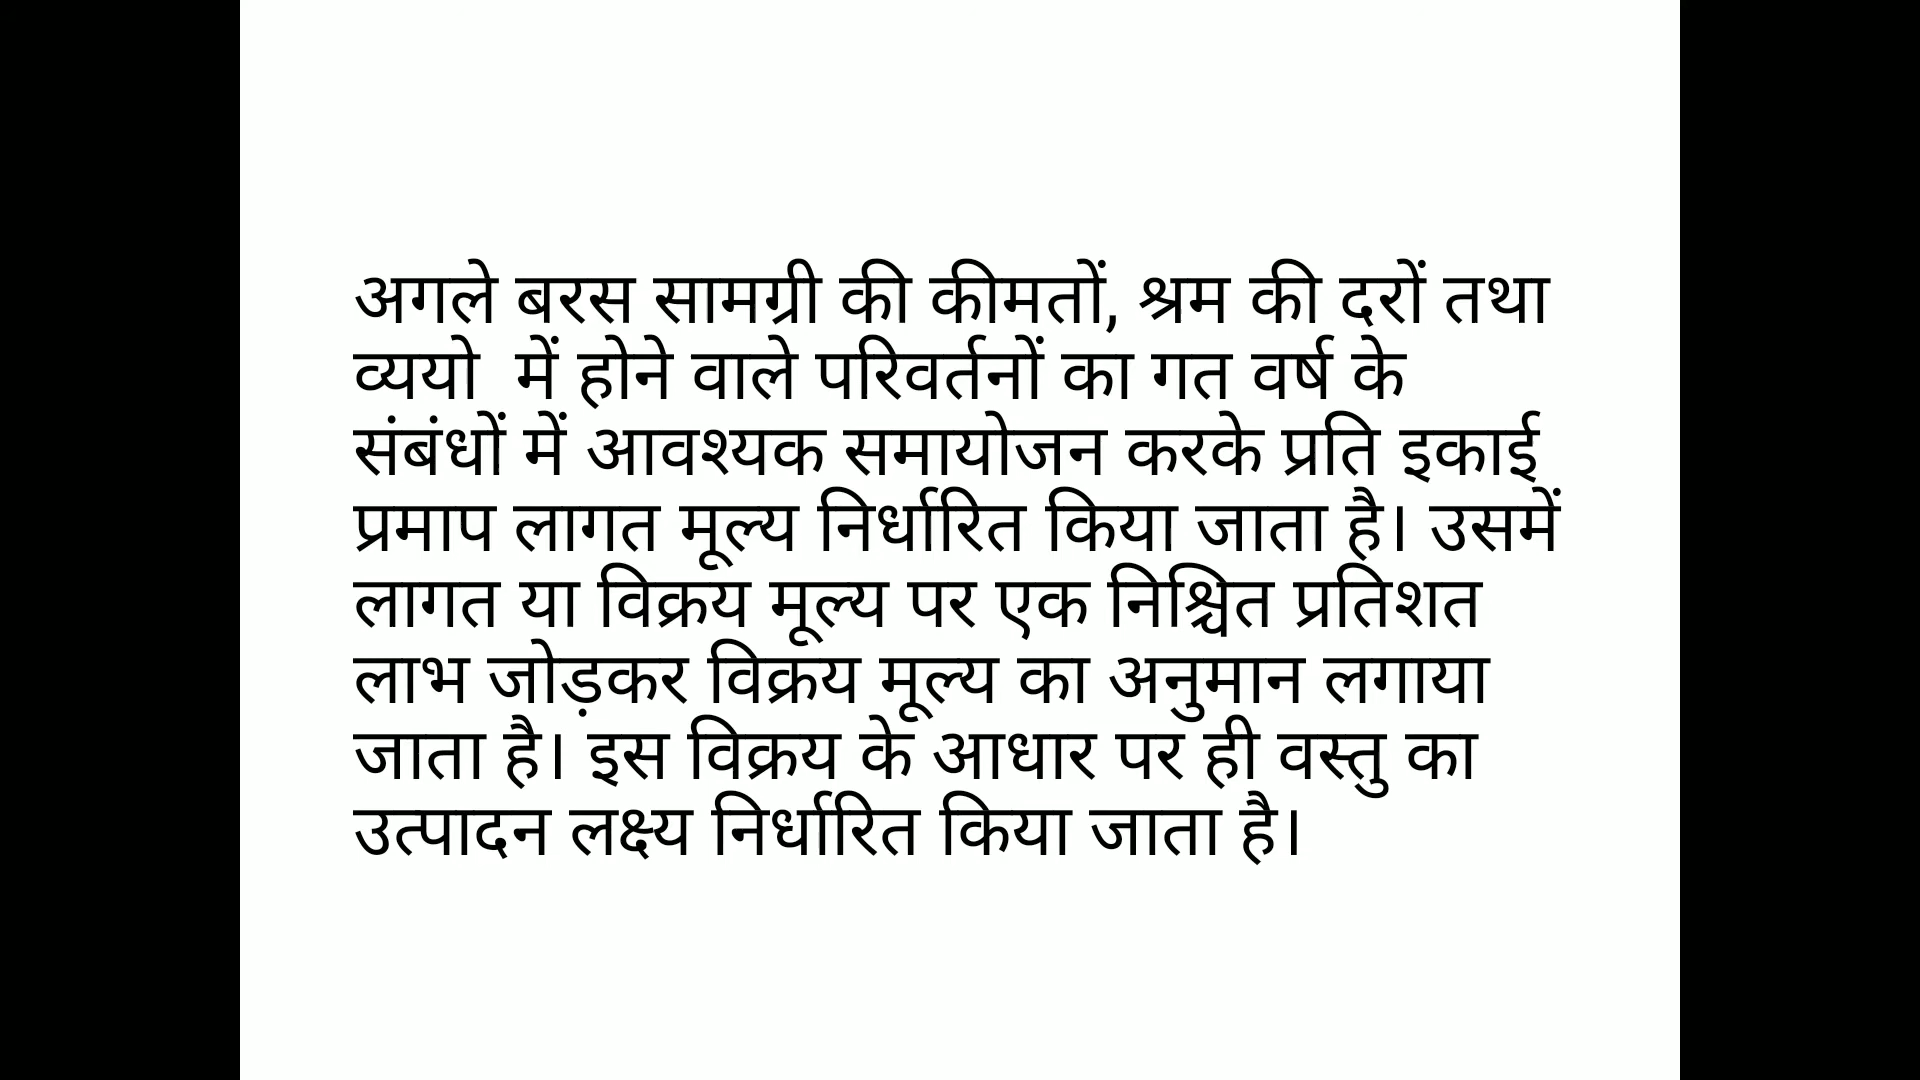 अगले बरस सामग्री की कीमतों, श्रम की दरों तथा
व्ययो  में होने वाले परिवर्तनों का गत वर्ष के
संबंधों में आवश्यक समायोजन करके प्रति इकाई
प्रमाप लागत मूल्य निर्धारित किया जाता है। उसमें
लागत या विक्रय मूल्य पर एक निश्चित प्रतिशत
लाभ जोड़कर विक्रय मूल्य का अनुमान लगाया
जाता है। इस विक्रय के आधार पर ही वस्तु का
उत्पादन लक्ष्य निर्धारित किया जाता है।